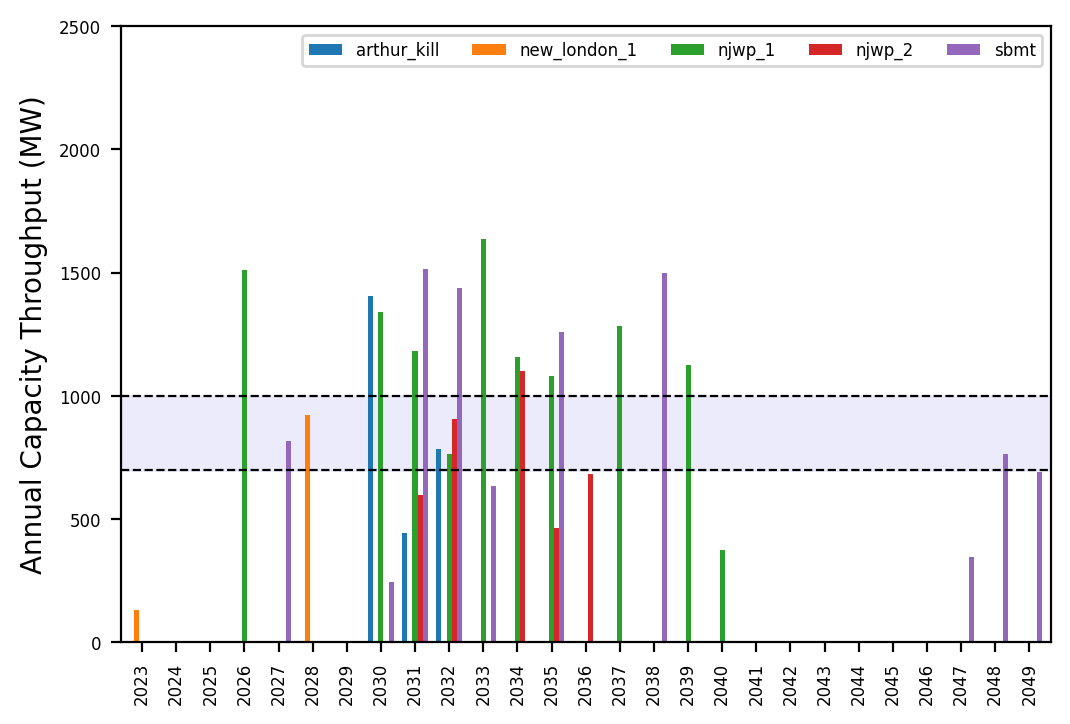 2500
2000
1500
1000
500
0
Annual Capacity Throughput (MW)
arthur_kill new_london_1 njwp_1 njwp_2 sbmt
2023 2024 2025 2026 2027 2028 2029 2030 2031 2032 2033 2034 2035 2036 2037 2038 2039 2040 2041 2042 2043 2044 2045 2046 2047 2048 2049